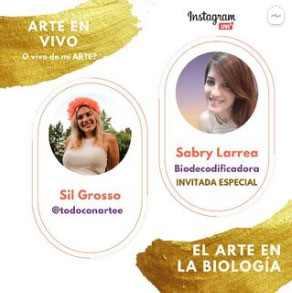 ARTE EN
VIVO
O vivo de mi ARTE?
Instagram
LIVE
Sabry Larrea
Biodecodificadora
INVITADA ESPECIAL
Sil Grosso
@todoconartee
EL ARTE EN
LA BIOLOGÍA